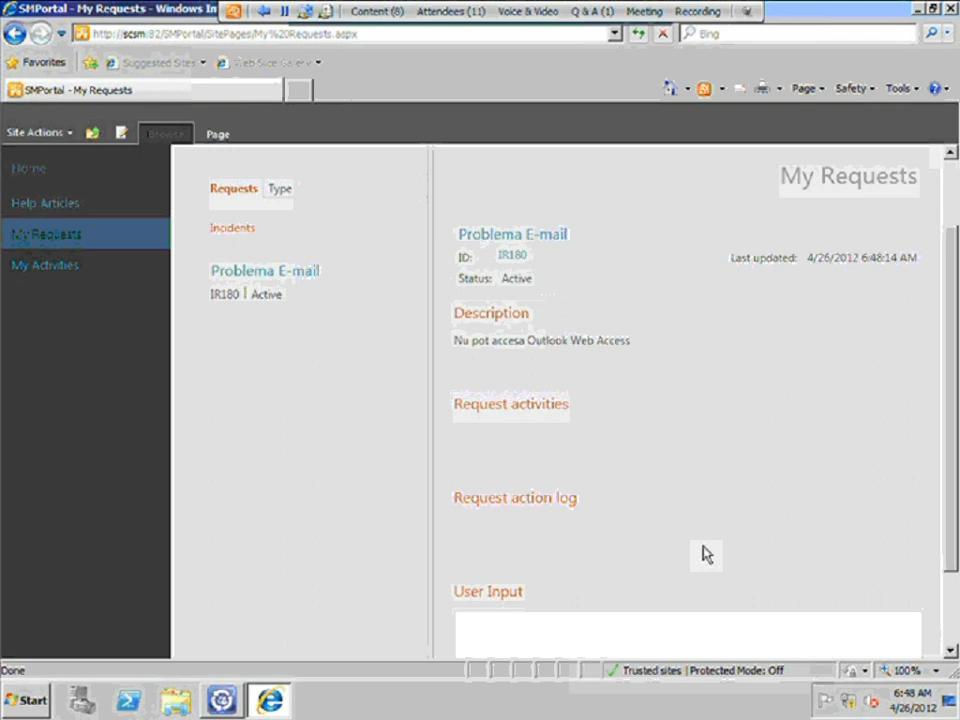 SMPortal - My Requests - Windows In
Content (8) Attendees (11) Voice & Video Q & A (1) Meeting Recording
http://scsm:82/SMPortal/SitePages/My%20Requests.aspx
Bing
Favorites Suggested Sites Web Slice Gallery
SMPortal - My Requests
Page Safety Tools
Site Actions Browse Page
Home
Help Articles
My Requests
My Activities
Requests Type
Incidents
Problema E-mail
IR180 | Active
My Requests
Problema E-mail
ID: IR180
Last updated: 4/26/2012 6:48:14 AM
Status: Active
Description
Nu pot accesa Outlook Web Access
Request activities
Request action log
User Input
Done
Trusted sites | Protected Mode: Off
100%
Start
6:48 AM
4/26/2012